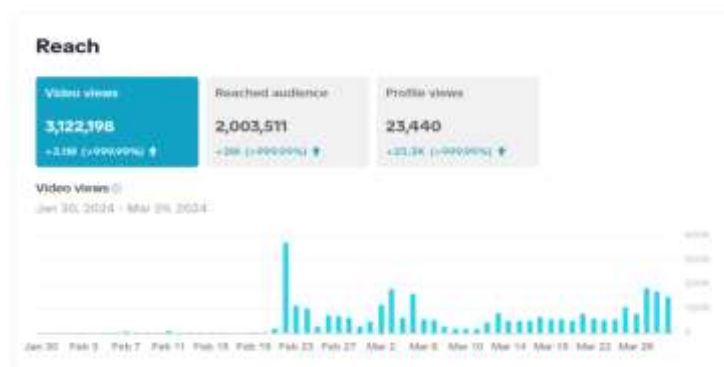 Reach
Video views Reached audience Profile views
3,122,198 2,003,511 23,440
+3.1M (>999.99%) +2M (>999.99%) +23.3K (>999.99%)
Video views
Jan 30, 2024 - Mar 29, 2024
Jan 30 Feb 3 Feb 7 Feb 11 Feb 15 Feb 19 Feb 23 Feb 27 Mar 2 Mar 6 Mar 10 Mar 14 Mar 18 Mar 22 Mar 26
0